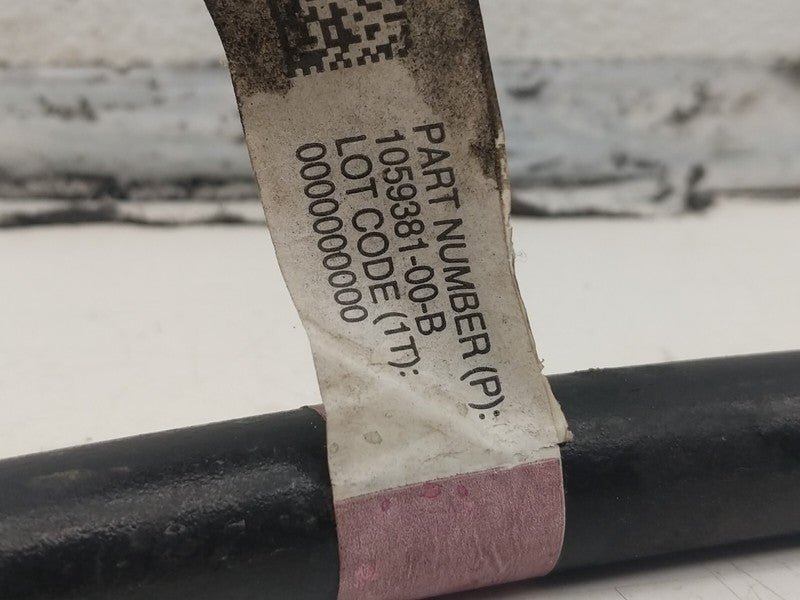 PART NUMBER (P):
1059381-00-B
LOT CODE (1T):
0000000000